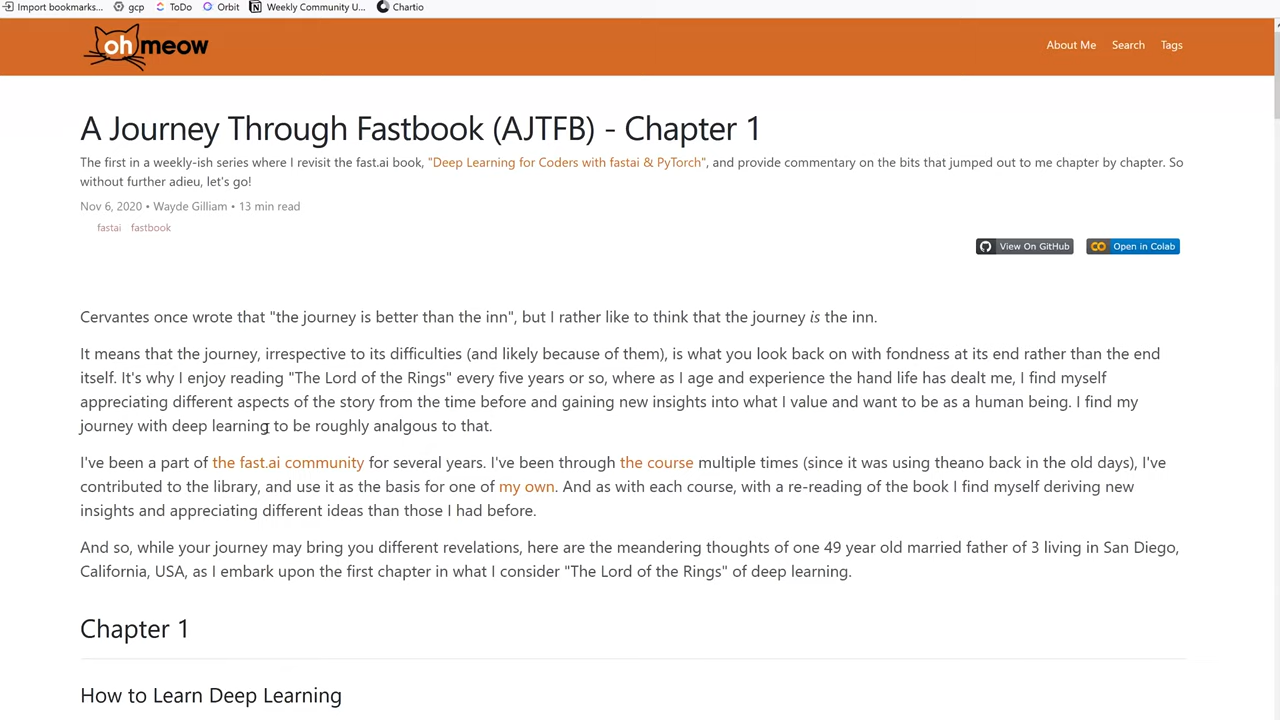 Import bookmarks... gcp ToDo Orbit Weekly Community U... Chartio
oh meow About Me Search Tags
A Journey Through Fastbook (AJTFB) - Chapter 1
The first in a weekly-ish series where I revisit the fast.ai book, "Deep Learning for Coders with fastai & PyTorch", and provide commentary on the bits that jumped out to me chapter by chapter. So
without further adieu, let's go!
Nov 6, 2020 • Wayde Gilliam • 13 min read
fastai fastbook
View On GitHub Open in Colab
Cervantes once wrote that "the journey is better than the inn", but I rather like to think that the journey is the inn.
It means that the journey, irrespective to its difficulties (and likely because of them), is what you look back on with fondness at its end rather than the end
itself. It's why I enjoy reading "The Lord of the Rings" every five years or so, where as I age and experience the hand life has dealt me, I find myself
appreciating different aspects of the story from the time before and gaining new insights into what I value and want to be as a human being. I find my
journey with deep learning to be roughly analgous to that.
I've been a part of the fast.ai community for several years. I've been through the course multiple times (since it was using theano back in the old days), I've
contributed to the library, and use it as the basis for one of my own. And as with each course, with a re-reading of the book I find myself deriving new
insights and appreciating different ideas than those I had before.
And so, while your journey may bring you different revelations, here are the meandering thoughts of one 49 year old married father of 3 living in San Diego,
California, USA, as I embark upon the first chapter in what I consider "The Lord of the Rings" of deep learning.
Chapter 1
How to Learn Deep Learning